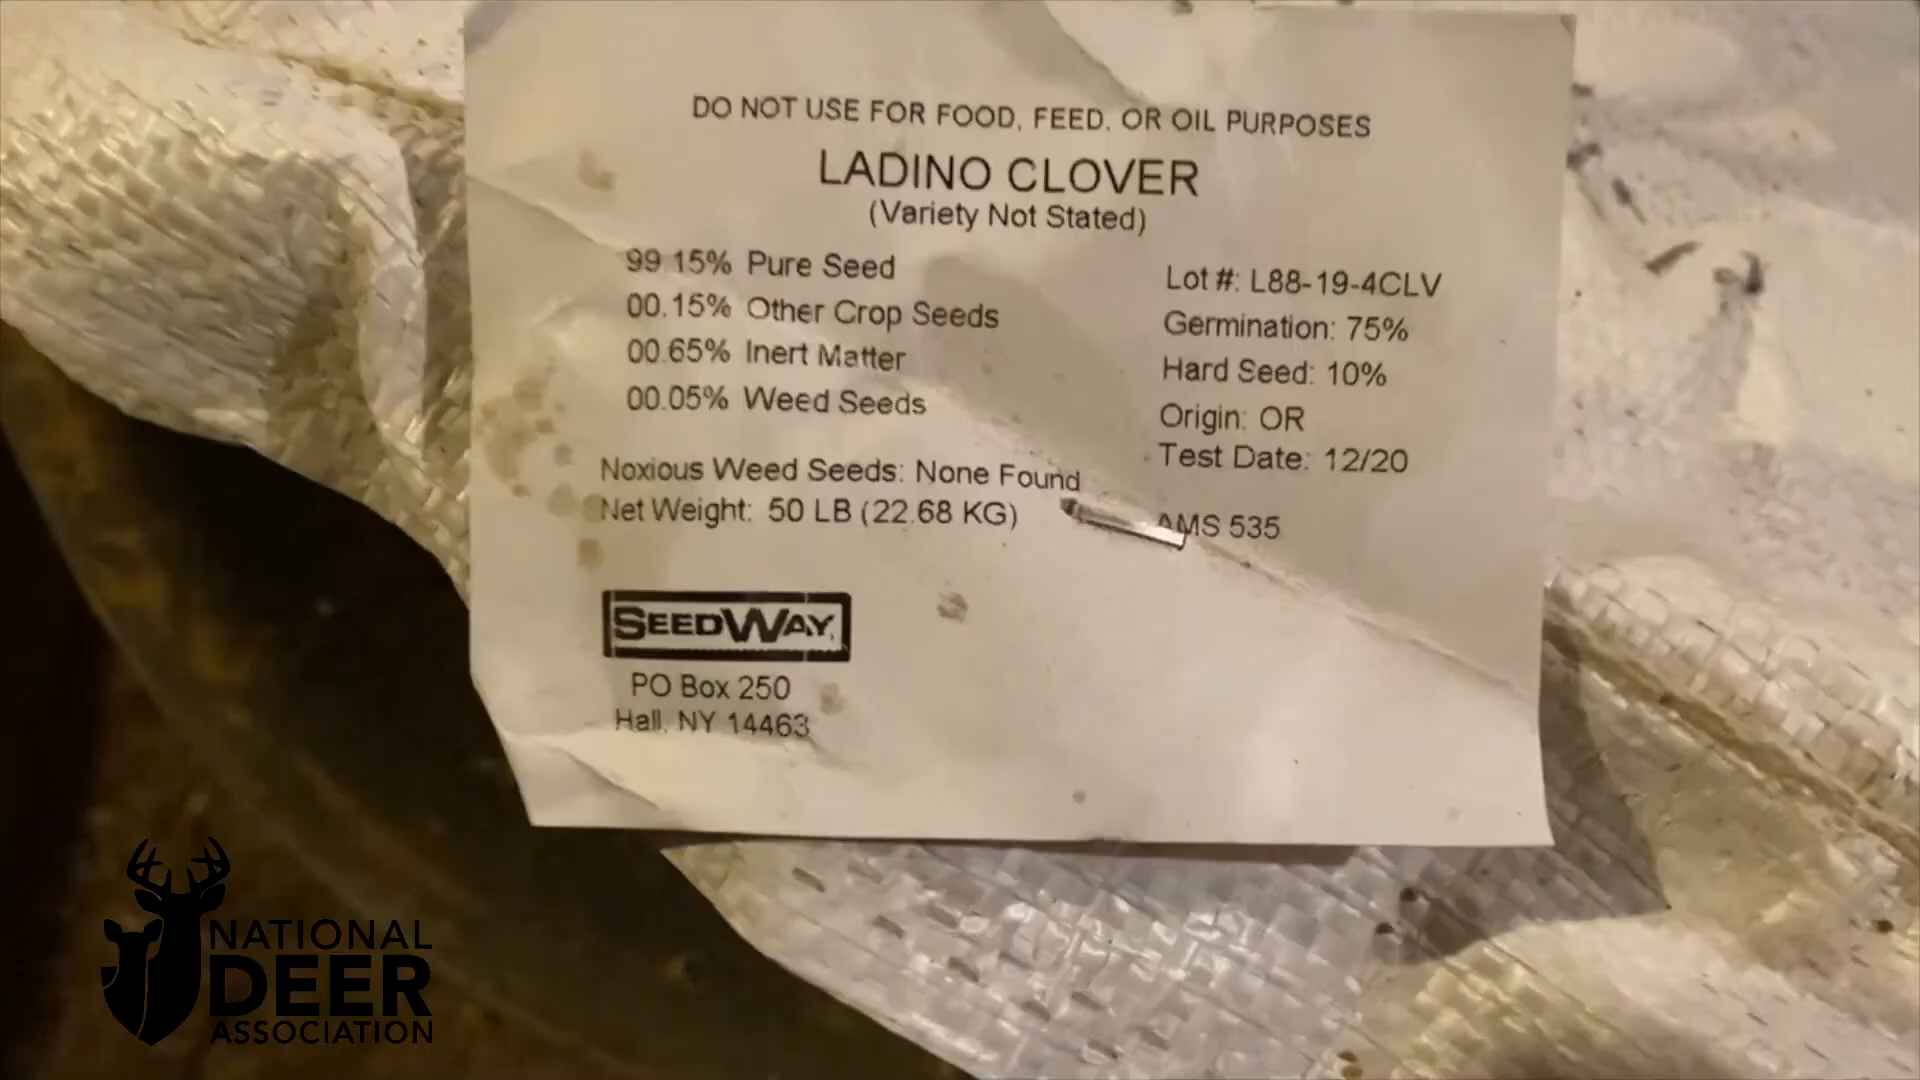 DO NOT USE FOR FOOD, FEED, OR OIL PURPOSES
LADINO CLOVER
(Variety Not Stated)
99.15% Pure Seed
00.15% Other Crop Seeds
00.65% Inert Matter
00.05% Weed Seeds
Noxious Weed Seeds: None Found
Net Weight: 50 LB (22.68 KG)
Lot #: L88-19-4CLV
Germination: 75%
Hard Seed: 10%
Origin: OR
Test Date: 12/20
AMS 535
SEEDWAY
PO Box 250
Hall, NY 14463
NATIONAL
DEER
ASSOCIATION